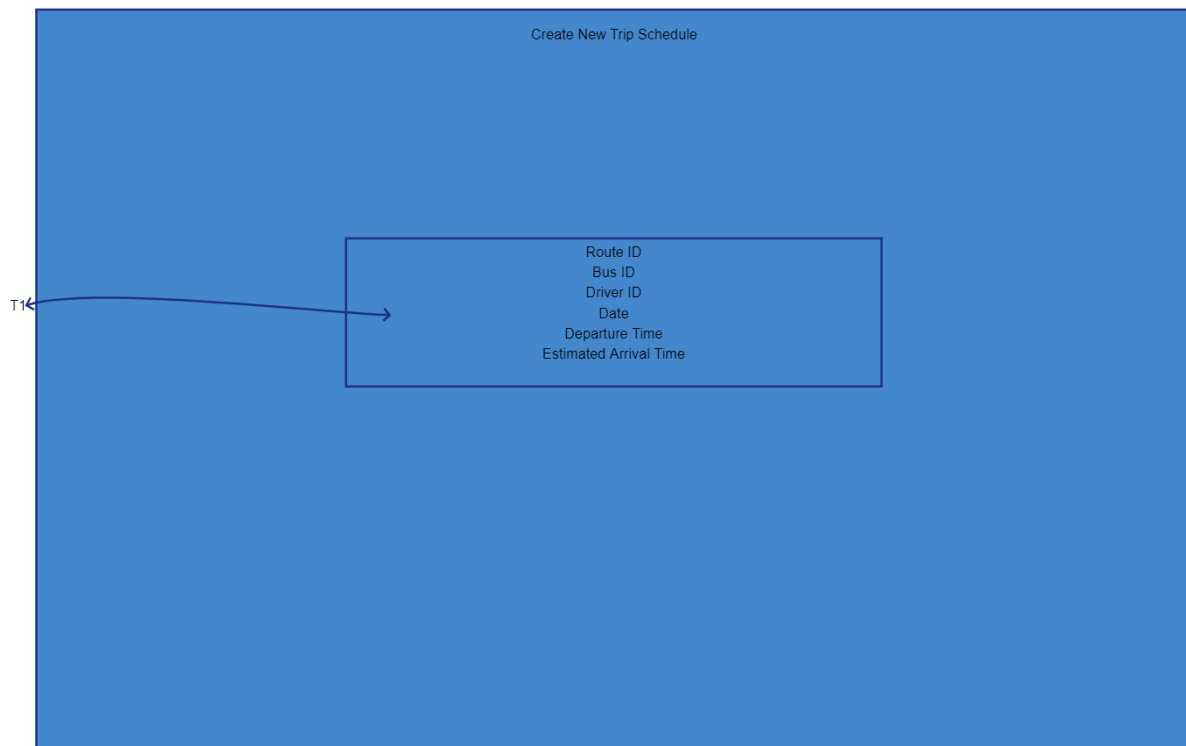 Create New Trip Schedule
Route ID
Bus ID
Driver ID
T1
Date
Departure Time
Estimated Arrival Time